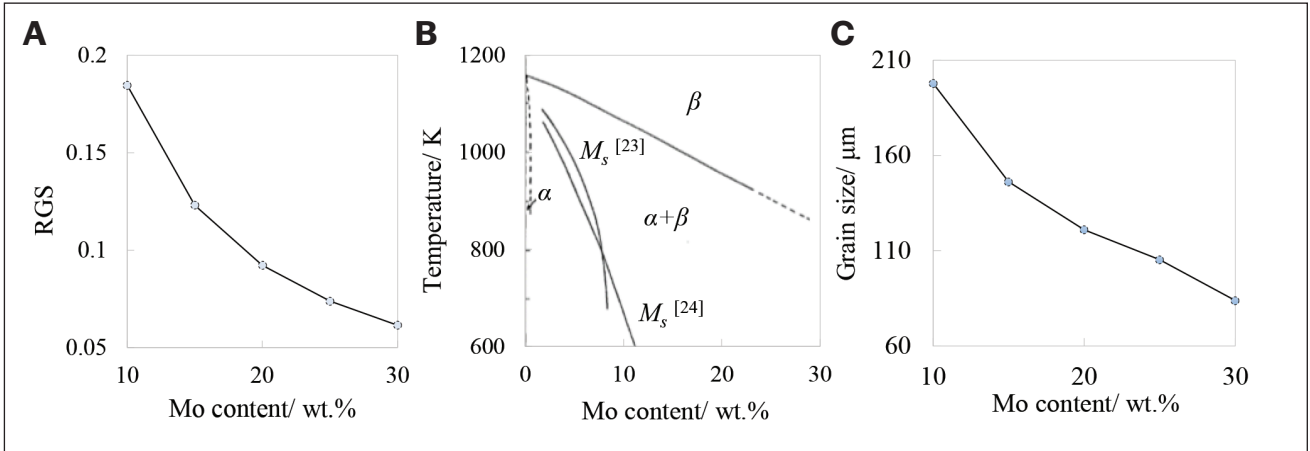 A
0.2
0.15
0.1
0.05
RGS
10
20
30
Mo content/ wt.%
B
1200
1000
800
600
Temperature/ K
β
Ms [23]
α
α+β
Ms [24]
0
10
20
30
Mo content/ wt.%
C
210
160
110
60
Grain size/ μm
10
20
30
Mo content/ wt.%